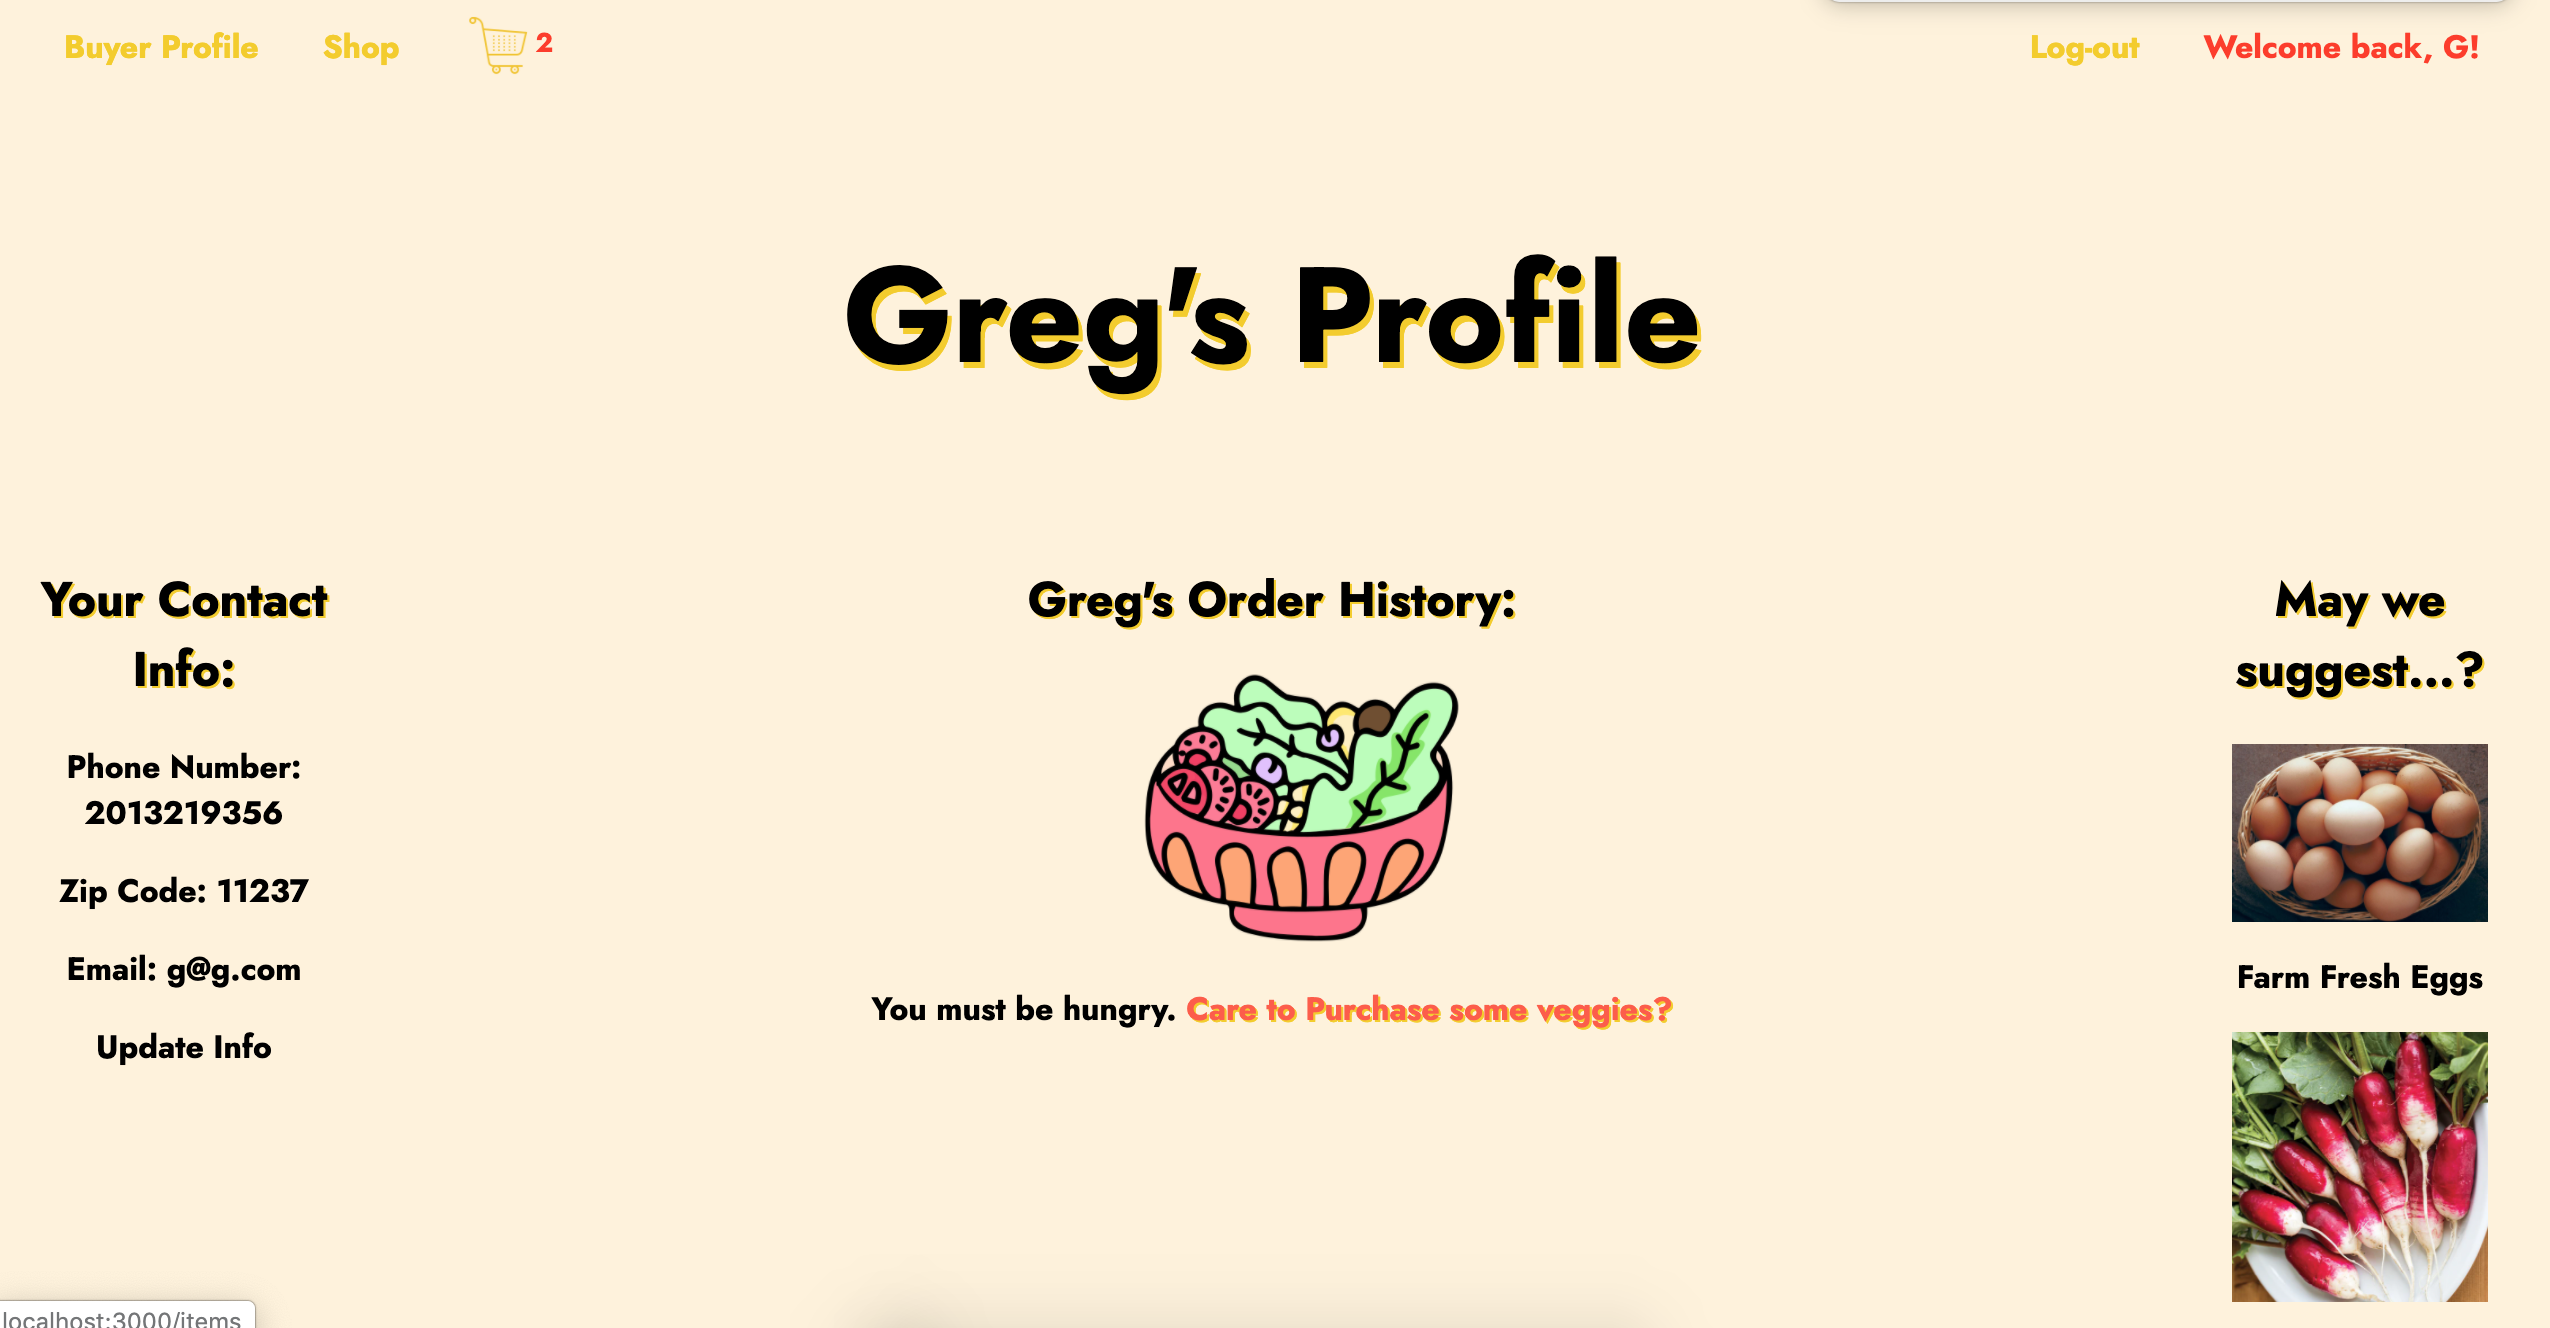 Buyer Profile Shop 2 Log-out Welcome back, G!
Greg's Profile
Your Contact
Info:
Phone Number:
2013219356
Zip Code: 11237
Email: g@g.com
Update Info
Greg's Order History:
You must be hungry. Care to Purchase some veggies?
May we
suggest...?
Farm Fresh Eggs
localhost:3000/items